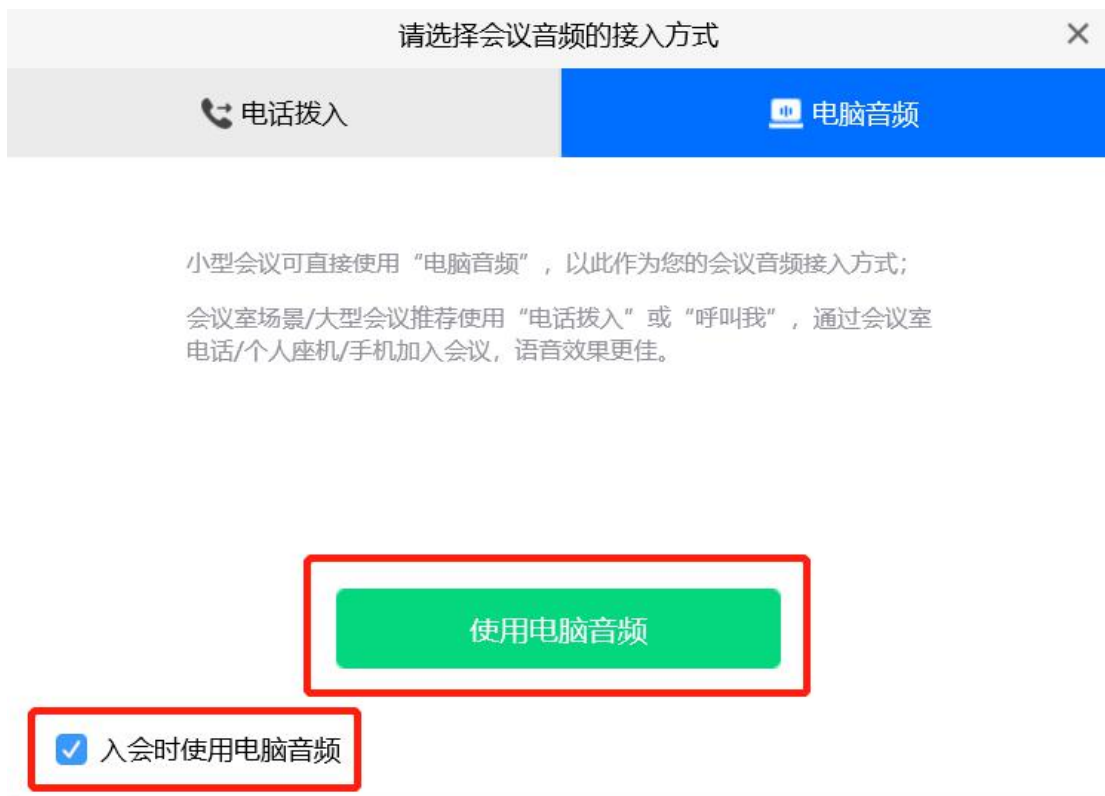 请选择会议音频的接入方式
电话拨入
电脑音频
小型会议可直接使用“电脑音频”，以此作为您的会议音频接入方式；
会议室场景/大型会议推荐使用“电话拨入”或“呼叫我”，通过会议室
电话/个人座机/手机加入会议，语音效果更佳。
使用电脑音频
入会时使用电脑音频